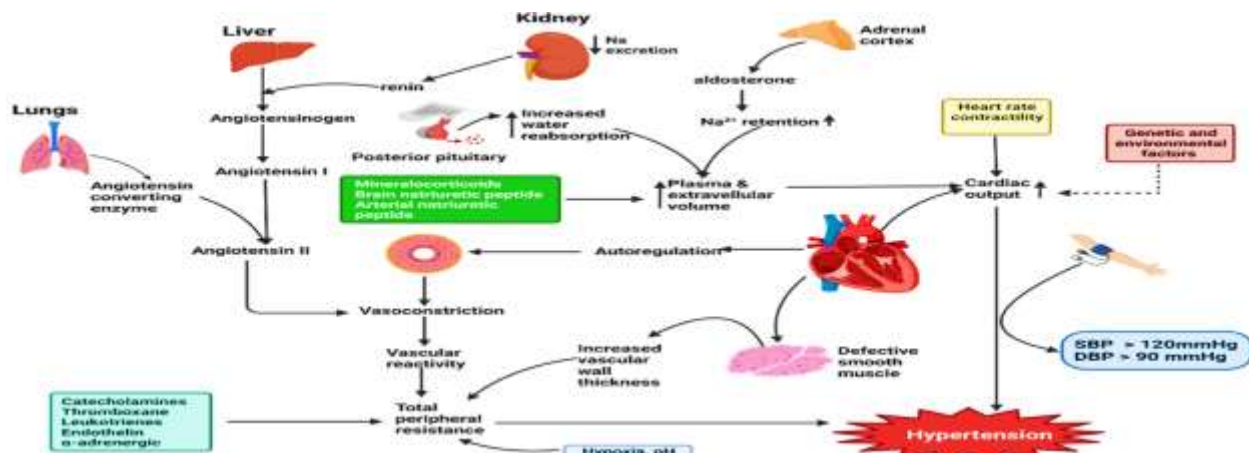 Liver
Kidney
Na
excretion
Adrenal
cortex
renin
aldosterone
Lungs
Angiotensinogen
Increased
water
reabsorption
Na²⁺ retention
Heart rate
contractility
Genetic and
environmental
factors
Posterior pituitary
Angiotensin I
Angiotensin
converting
enzyme
Mineralocorticoids
Brain natriuretic peptide
Arterial natriuretic
peptide
Plasma &
extravellular
volume
Cardiac
output
Angiotensin II
Autoregulation
Vasoconstriction
Vascular
reactivity
Increased
vascular
wall
thickness
Defective
smooth
muscle
SBP > 120mmHg
DBP > 90 mmHg
Catecholamines
Thromboxane
Leukotrienes
Endothelin
α-adrenergic
Total
peripheral
resistance
Hypertension
Hypoxia, pH